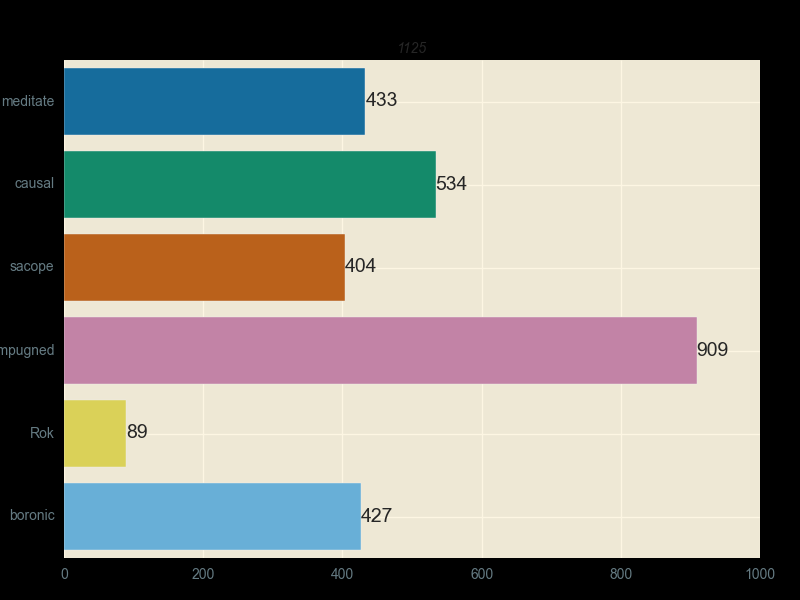 1125
meditate 433
causal 534
sacope 404
mpugned 909
Rok 89
boronic 427
0 200 400 600 800 1000